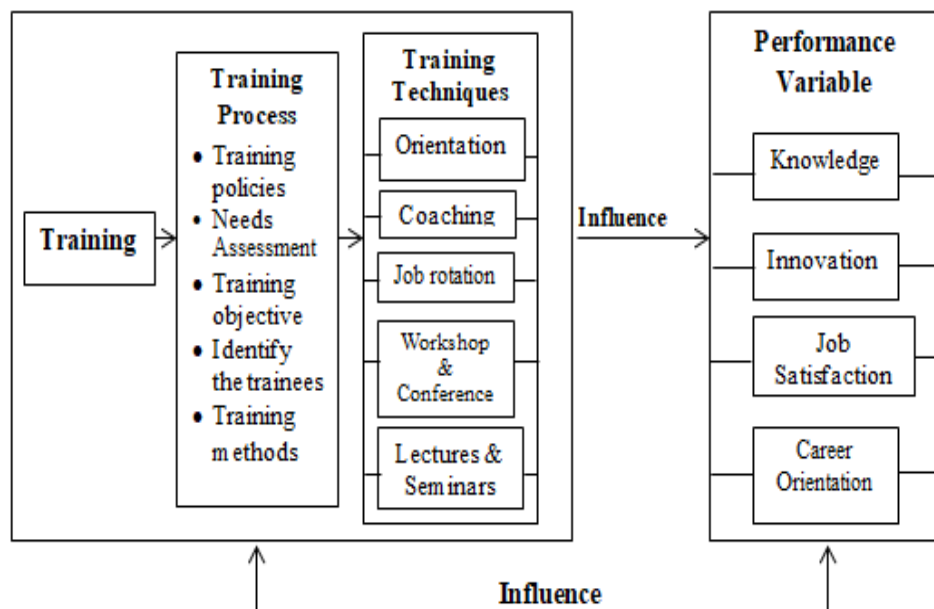 Training
Training
Process
• Training
policies
• Needs
Assessment
• Training
objective
• Identify
the trainees
• Training
methods
Training
Techniques
Orientation
Coaching
Job rotation
Workshop
&
Conference
Lectures &
Seminars
Influence
Performance
Variable
Knowledge
Innovation
Job
Satisfaction
Career
Orientation
Influence